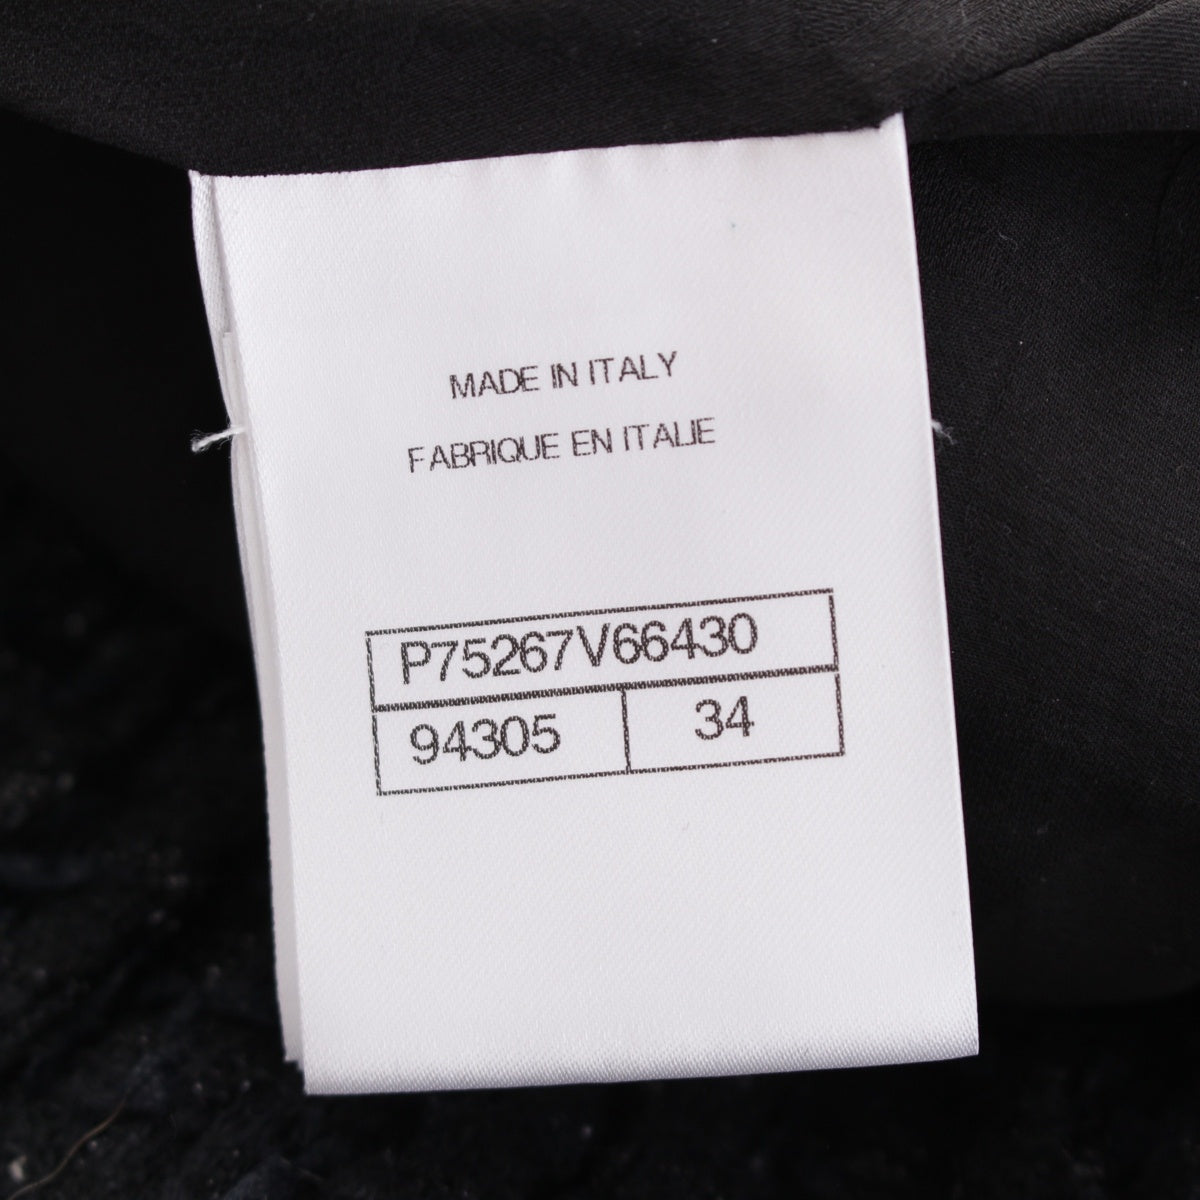 MADE IN ITALY
FABRIQUE EN ITALIE
P75267V66430
94305 34